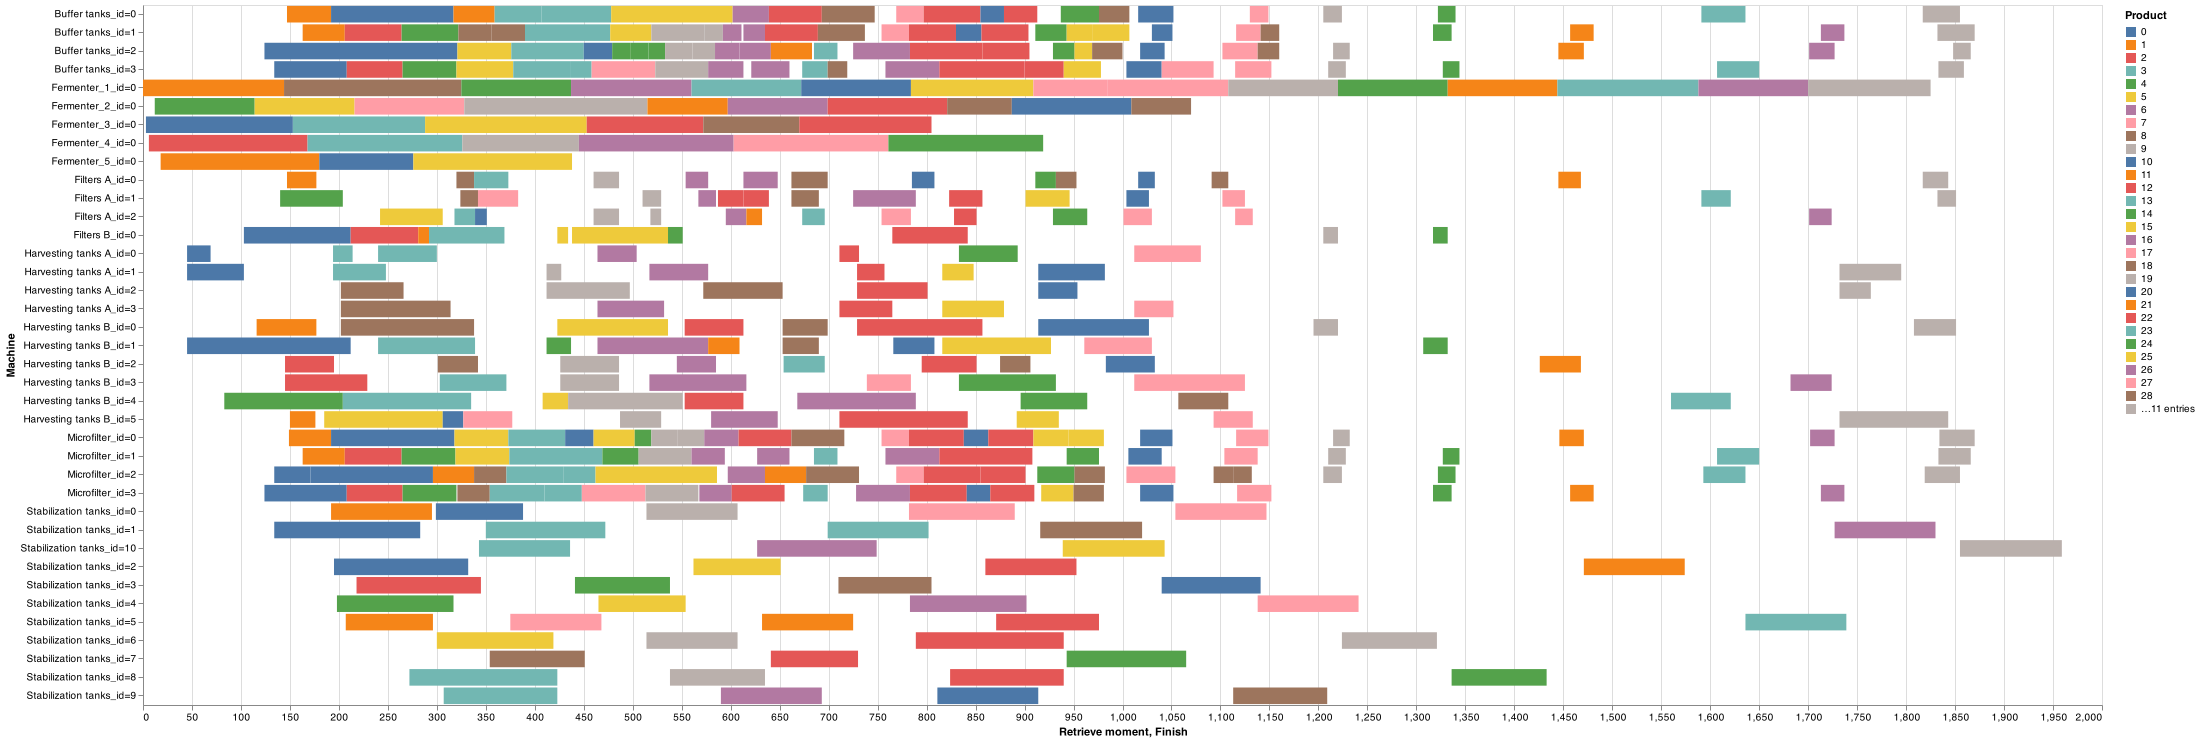 Buffer tanks_id=0
Buffer tanks_id=1
Buffer tanks_id=2
Buffer tanks_id=3
Fermenter_1_id=0
Fermenter_2_id=0
Fermenter_3_id=0
Fermenter_4_id=0
Fermenter_5_id=0
Filters A_id=0
Filters A_id=1
Filters A_id=2
Filters B_id=0
Harvesting tanks A_id=0
Harvesting tanks A_id=1
Harvesting tanks A_id=2
Harvesting tanks A_id=3
Harvesting tanks B_id=0
Harvesting tanks B_id=1
Harvesting tanks B_id=2
Harvesting tanks B_id=3
Harvesting tanks B_id=4
Harvesting tanks B_id=5
Microfilter_id=0
Microfilter_id=1
Microfilter_id=2
Microfilter_id=3
Stabilization tanks_id=0
Stabilization tanks_id=1
Stabilization tanks_id=10
Stabilization tanks_id=2
Stabilization tanks_id=3
Stabilization tanks_id=4
Stabilization tanks_id=5
Stabilization tanks_id=6
Stabilization tanks_id=7
Stabilization tanks_id=8
Stabilization tanks_id=9
Machine
0 50 100 150 200 250 300 350 400 450 500 550 600 650 700 750 800 850 900 950 1,000 1,050 1,100 1,150 1,200 1,250 1,300 1,350 1,400 1,450 1,500 1,550 1,600 1,650 1,700 1,750 1,800 1,850 1,900 1,950 2,000
Retrieve moment, Finish
Product
0
1
2
3
4
5
6
7
8
9
10
11
12
13
14
15
16
17
18
19
20
21
22
23
24
25
26
27
28
…11 entries